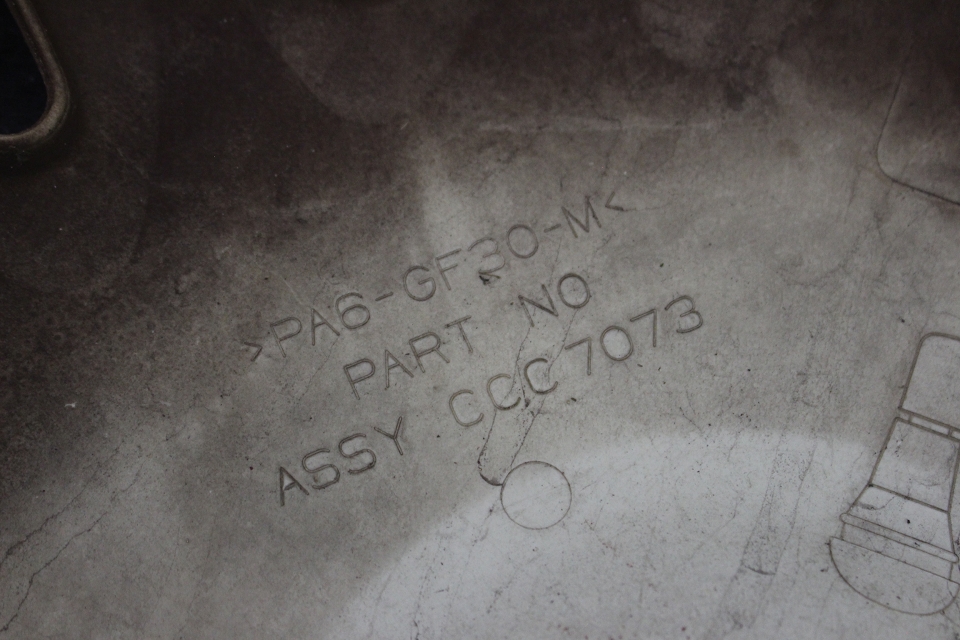 >PA6-GF30-M<
PART NO
ASSY CCC7073